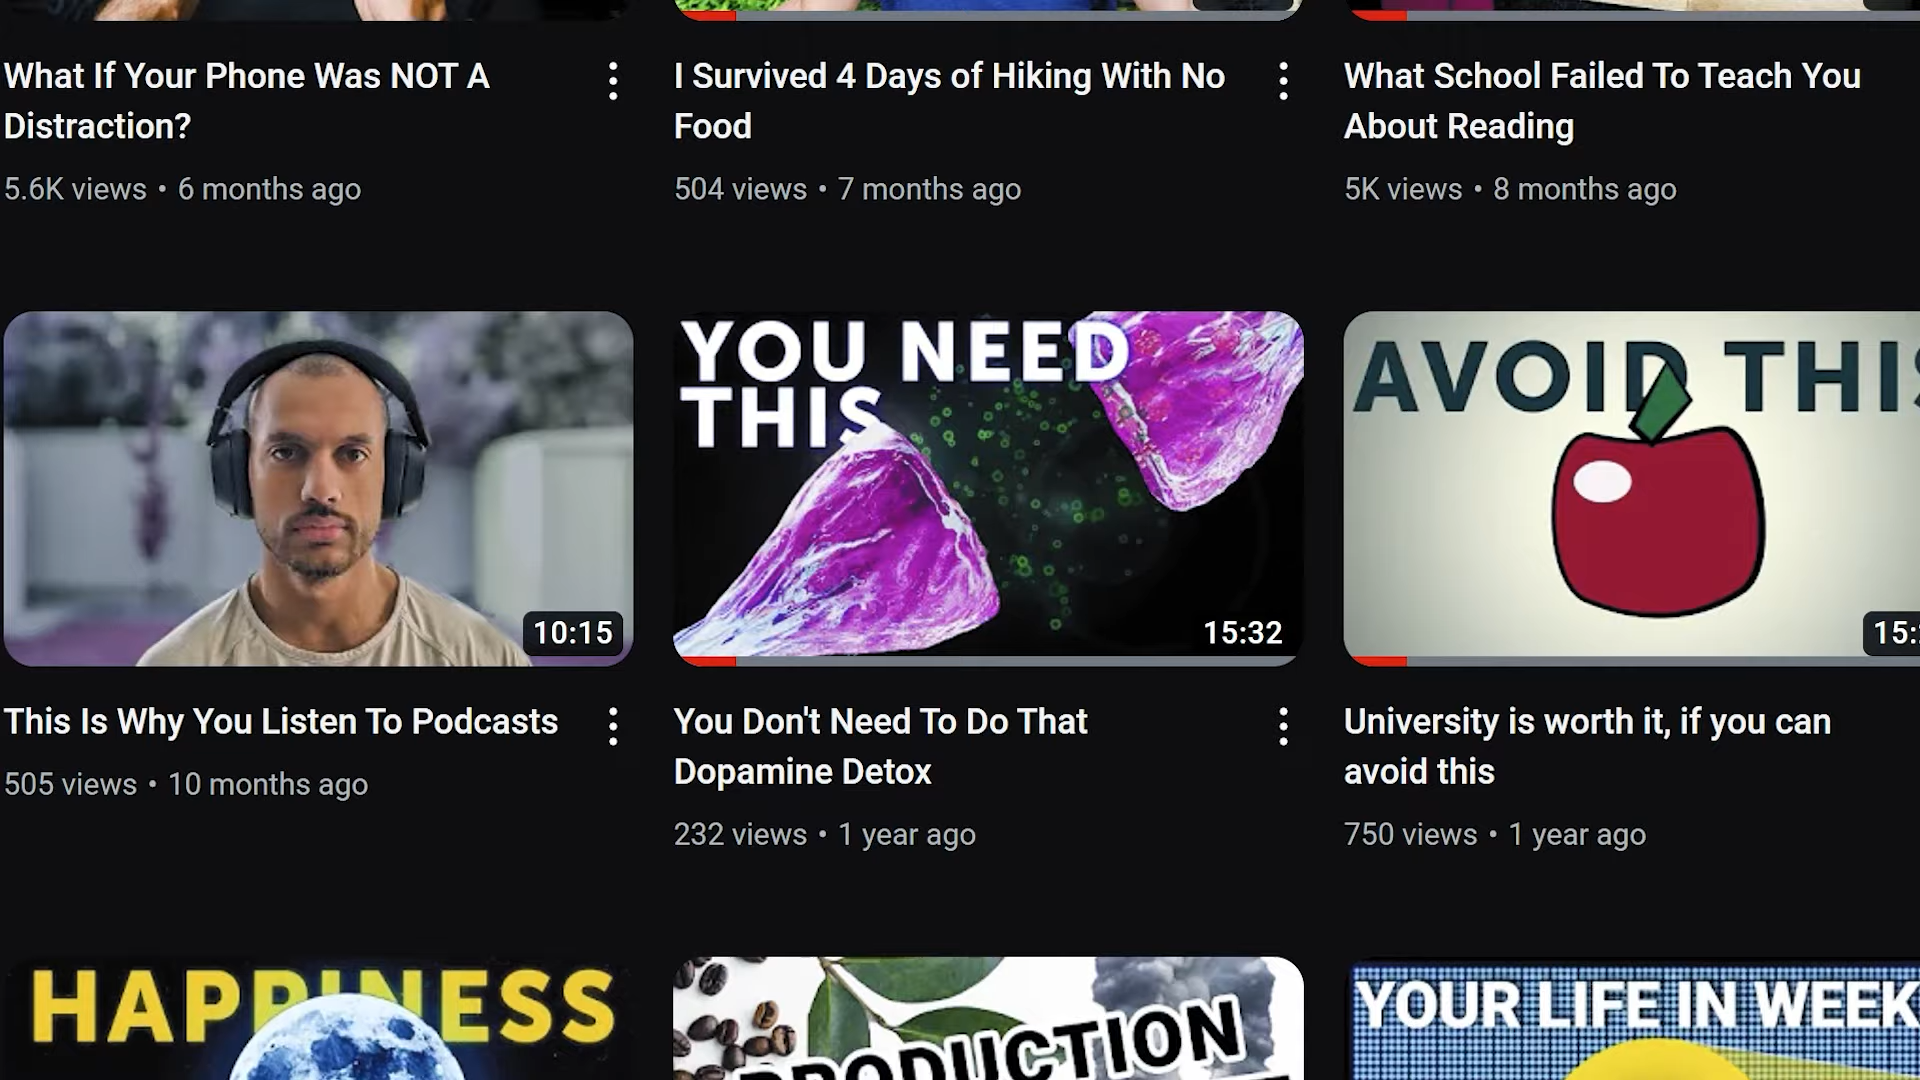 What If Your Phone Was NOT A
Distraction?
5.6K views • 6 months ago
I Survived 4 Days of Hiking With No
Food
504 views • 7 months ago
What School Failed To Teach You
About Reading
5K views • 8 months ago
10:15
This Is Why You Listen To Podcasts
505 views • 10 months ago
YOU NEED
THIS
15:32
You Don't Need To Do That
Dopamine Detox
232 views • 1 year ago
AVOID THIS
University is worth it, if you can
avoid this
750 views • 1 year ago
HAPPINESS
PRODUCTION
YOUR LIFE IN WEEK